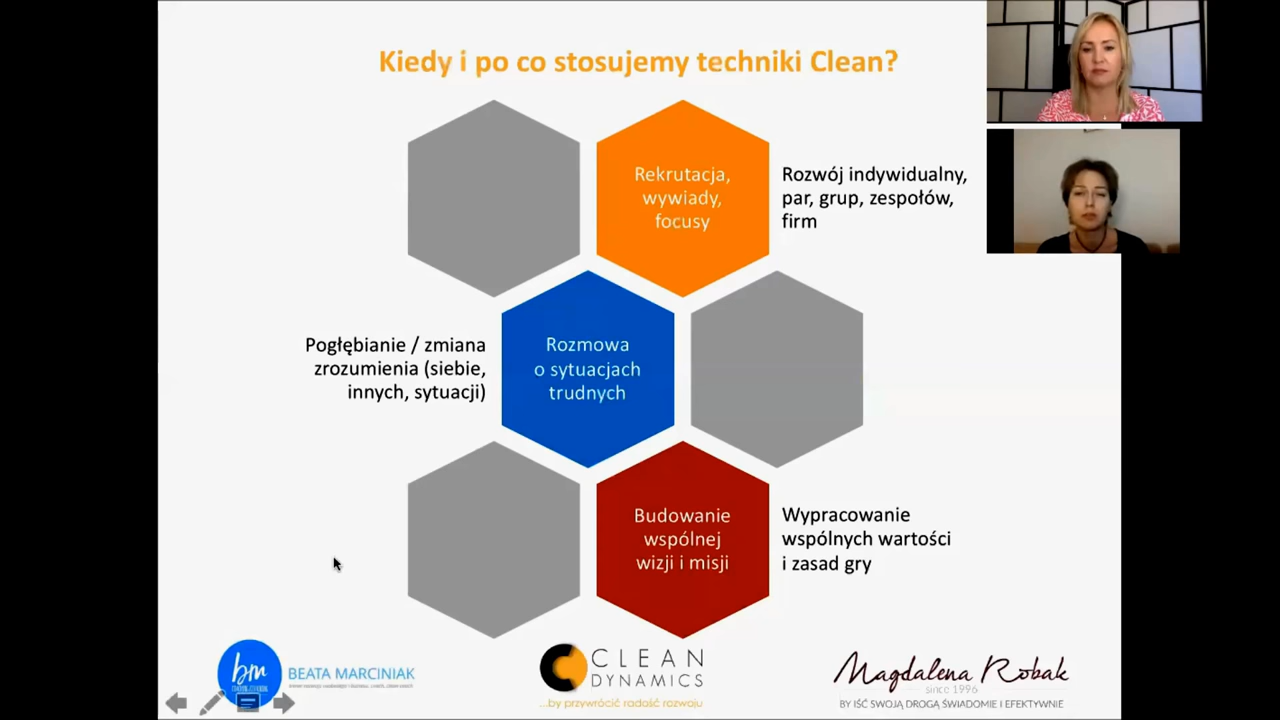 Kiedy i po co stosujemy techniki Clean?
Rekrutacja,
wywiady,
focusy
Rozwój indywidualny,
par, grup, zespołów,
firm
Pogłębianie / zmiana
zrozumienia (siebie,
innych, sytuacji)
Rozmowa
o sytuacjach
trudnych
Budowanie
wspólnej
wizji i misji
Wypracowanie
wspólnych wartości
i zasad gry
bm
BEATA MARCINIAK
CLEAN
DYNAMICS
...by przywrócić radość rozwoju
Magdalena Robak
since 1996
BY IŚĆ SWOJĄ DROGĄ ŚWIADOMIE I EFEKTYWNIE